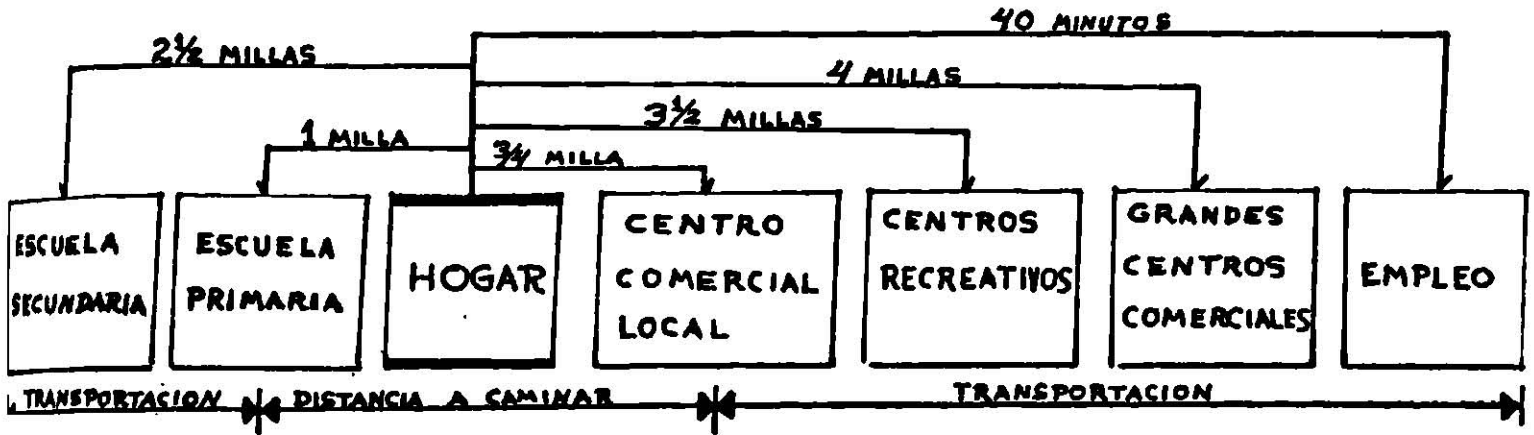 40 MINUTOS
2½ MILLAS
4 MILLAS
3½ MILLAS
1 MILLA
¾ MILLA
ESCUELA
SECUNDARIA
ESCUELA
PRIMARIA
HOGAR
CENTRO
COMERCIAL
LOCAL
CENTROS
RECREATIVOS
GRANDES
CENTROS
COMERCIALES
EMPLEO
TRANSPORTACION
DISTANCIA A CAMINAR
TRANSPORTACION